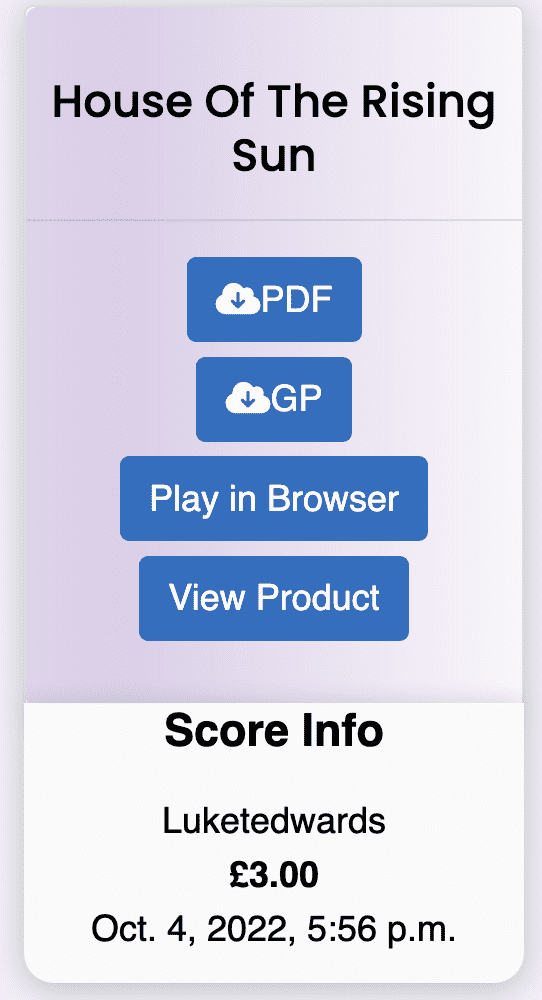 House Of The Rising
Sun
PDF
GP
Play in Browser
View Product
Score Info
Luketedwards
£3.00
Oct. 4, 2022, 5:56 p.m.